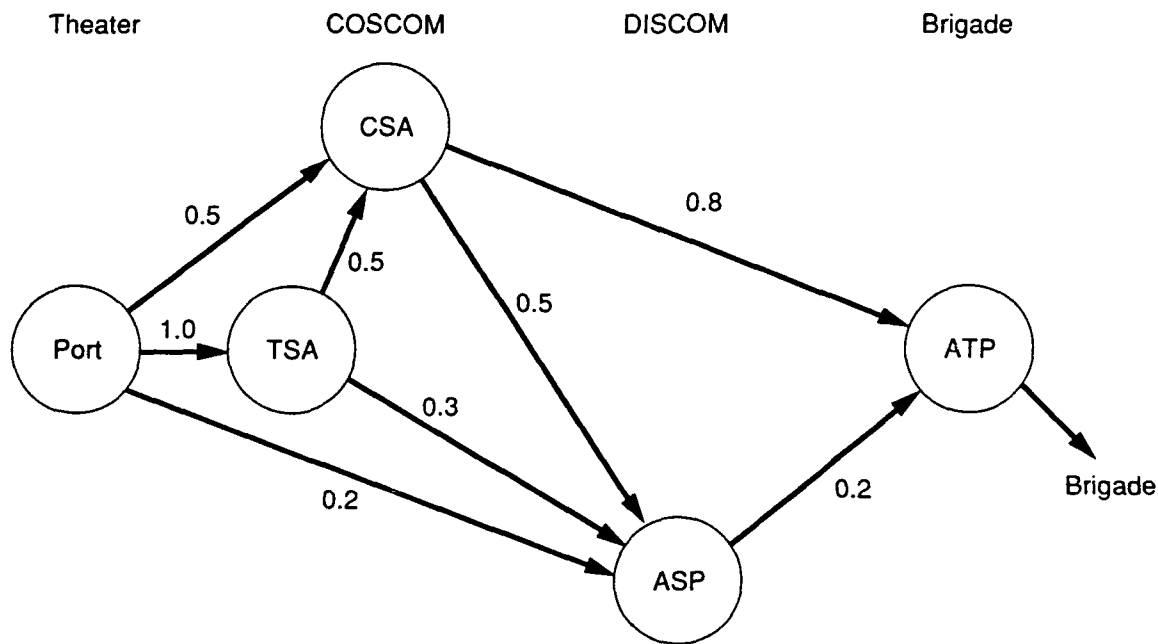 Theater COSCOM DISCOM Brigade
CSA
0.5
0.8
0.5
0.5
Port
1.0
TSA
ATP
0.3
0.2
0.2
Brigade
ASP